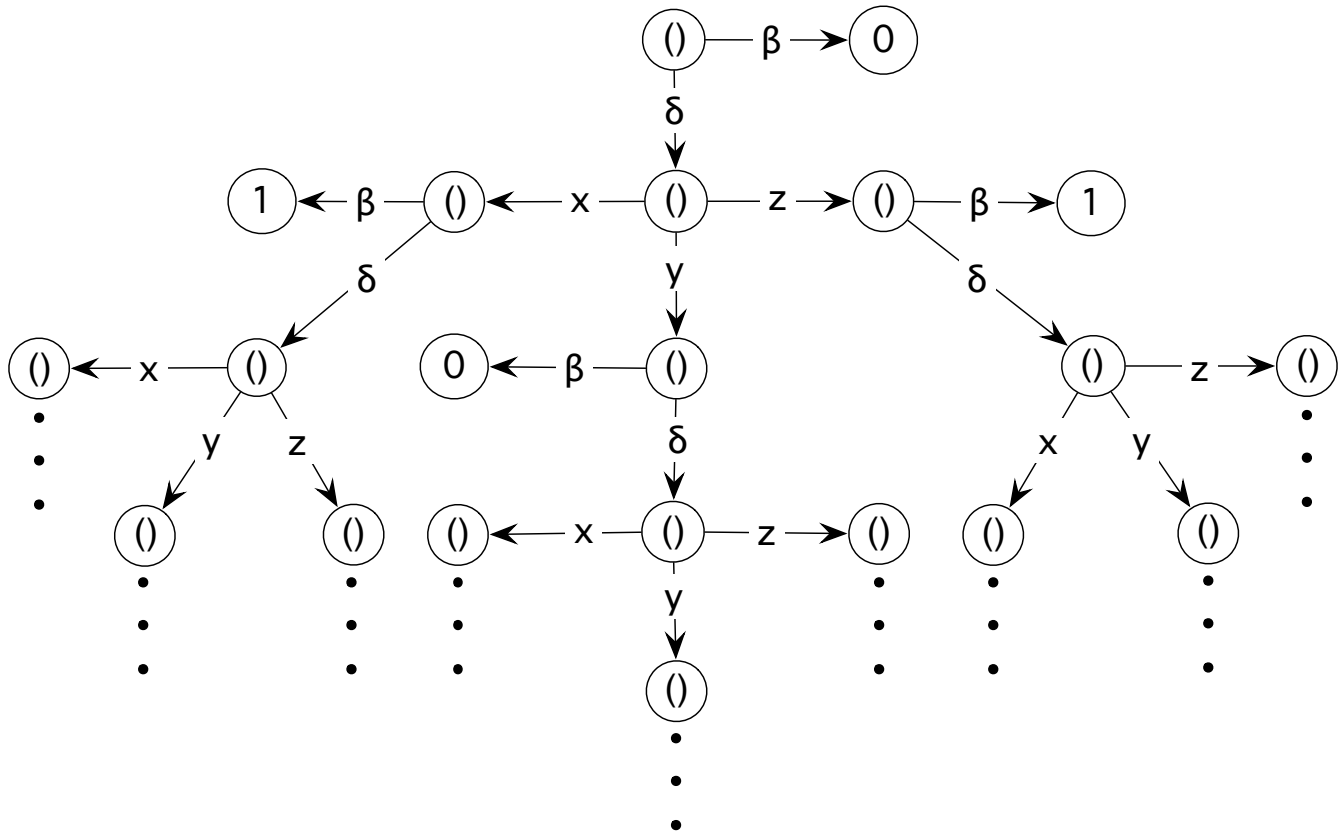 () β 0
δ
1 β () x () z () β 1
δ y δ
() x () 0 β () () z ()
y z δ x y
() () () x () z () () ()
y
()